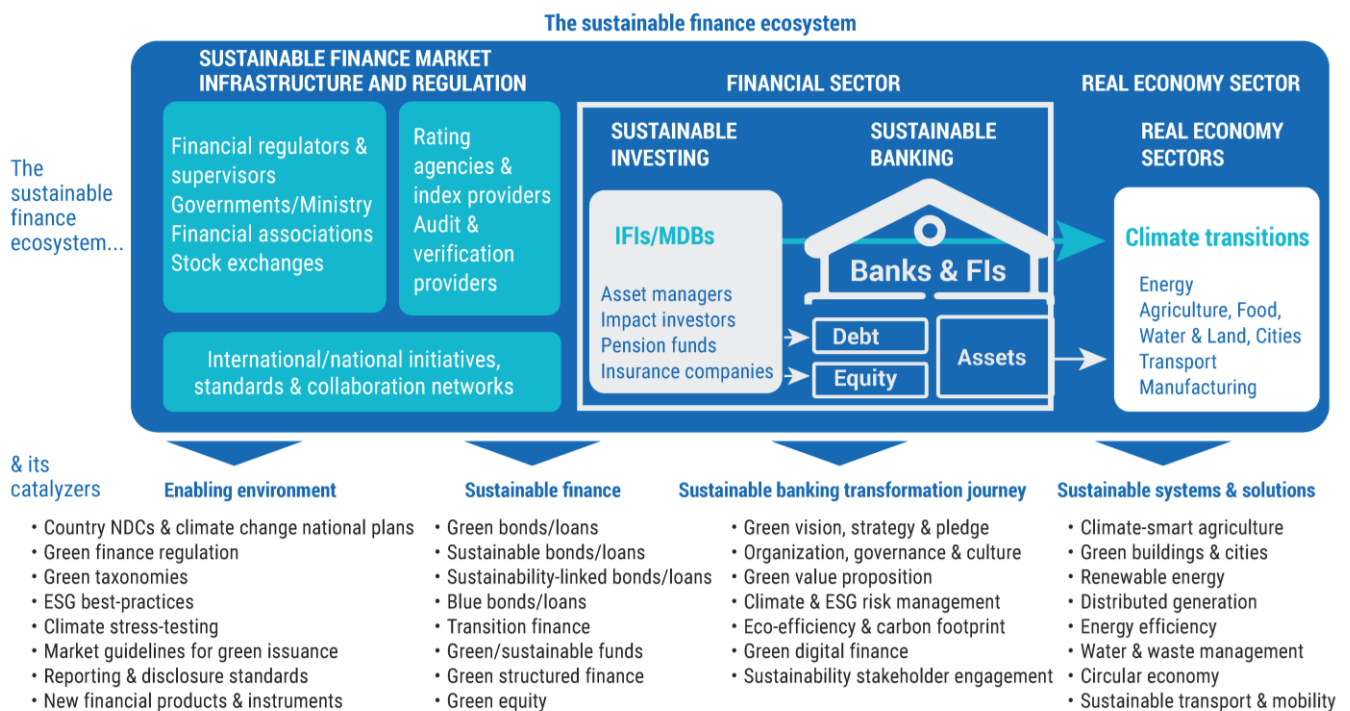 The sustainable finance ecosystem
SUSTAINABLE FINANCE MARKET
INFRASTRUCTURE AND REGULATION
FINANCIAL SECTOR
REAL ECONOMY SECTOR
The
sustainable
finance
ecosystem...
Financial regulators &
supervisors
Governments/Ministry
Financial associations
Stock exchanges
Rating
agencies &
index providers
Audit &
verification
providers
International/national initiatives,
standards & collaboration networks
SUSTAINABLE
INVESTING
IFIs/MDBs
Asset managers
Impact investors
Pension funds
Insurance companies
SUSTAINABLE
BANKING
Banks & FIs
Debt
Equity
Assets
REAL ECONOMY
SECTORS
Climate transitions
Energy
Agriculture, Food,
Water & Land, Cities
Transport
Manufacturing
& its
catalyzers
Enabling environment
• Country NDCs & climate change national plans
• Green finance regulation
• Green taxonomies
• ESG best-practices
• Climate stress-testing
• Market guidelines for green issuance
• Reporting & disclosure standards
• New financial products & instruments
Sustainable finance
• Green bonds/loans
• Sustainable bonds/loans
• Sustainability-linked bonds/loans
• Blue bonds/loans
• Transition finance
• Green/sustainable funds
• Green structured finance
• Green equity
Sustainable banking transformation journey
• Green vision, strategy & pledge
• Organization, governance & culture
• Green value proposition
• Climate & ESG risk management
• Eco-efficiency & carbon footprint
• Green digital finance
• Sustainability stakeholder engagement
Sustainable systems & solutions
• Climate-smart agriculture
• Green buildings & cities
• Renewable energy
• Distributed generation
• Energy efficiency
• Water & waste management
• Circular economy
• Sustainable transport & mobility